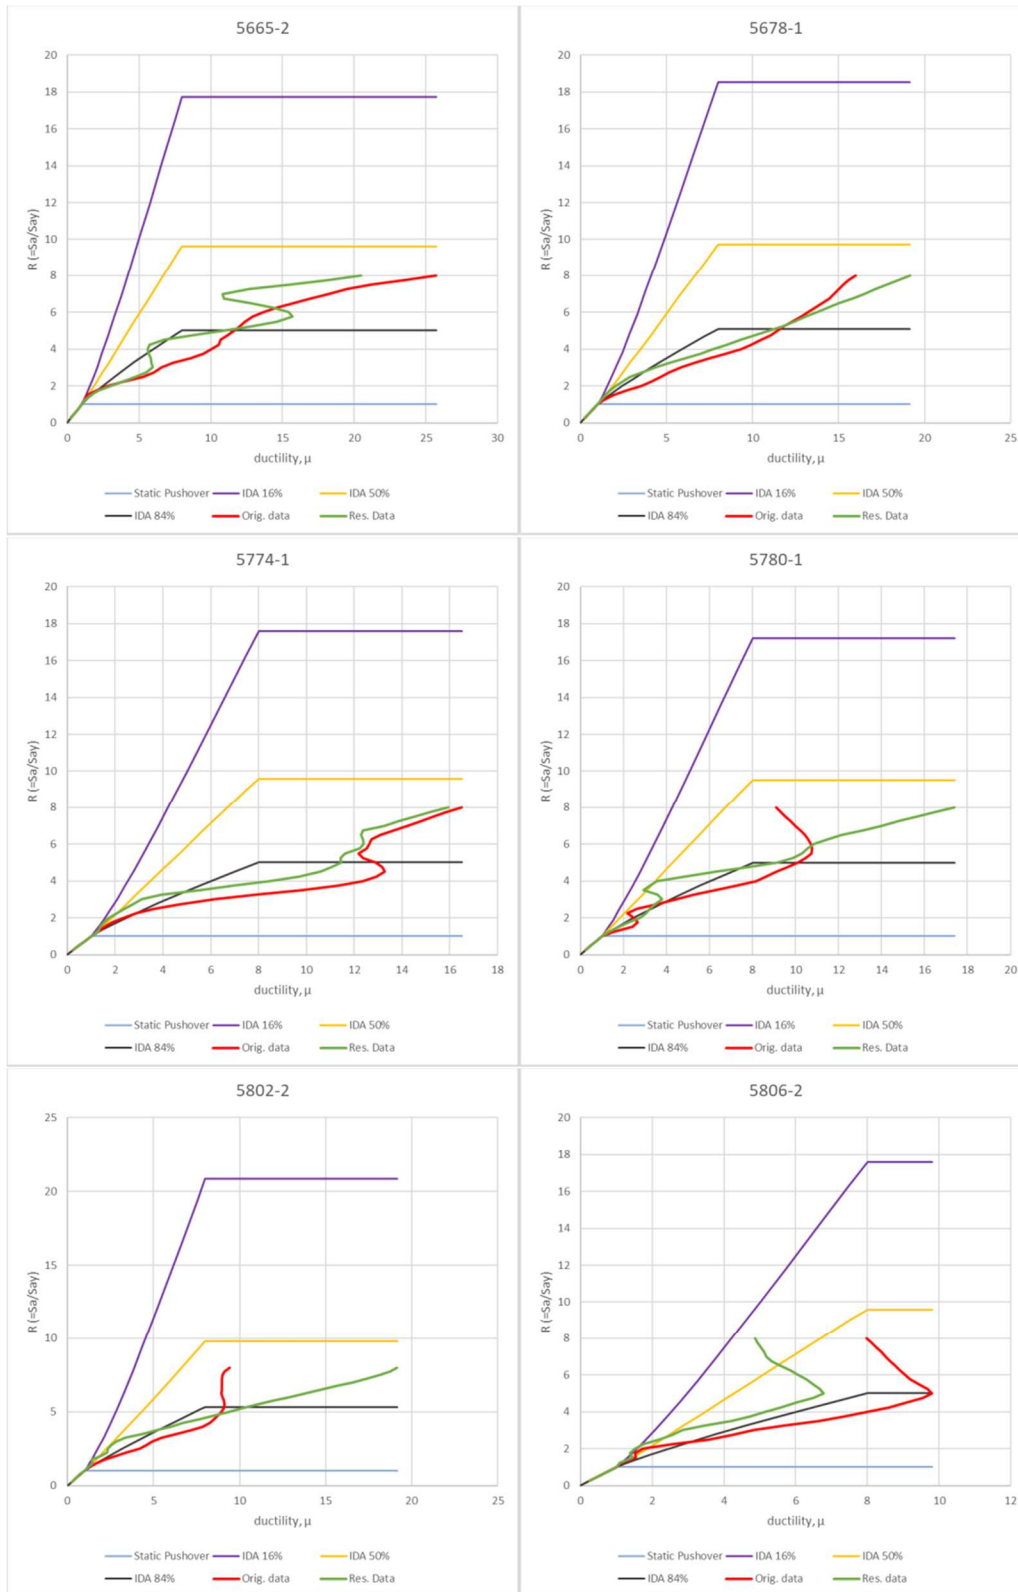 5665-2
20
18
16
14
12
10
8
6
4
2
0
R (=Sa/Say)
0 5 10 15 20 25 30
ductility, μ
Static Pushover IDA 16% IDA 50%
IDA 84% Orig. data Res. Data
5678-1
20
18
16
14
12
10
8
6
4
2
0
R (=Sa/Say)
0 5 10 15 20 25
ductility, μ
Static Pushover IDA 16% IDA 50%
IDA 84% Orig. data Res. Data
5774-1
20
18
16
14
12
10
8
6
4
2
0
R (=Sa/Say)
0 2 4 6 8 10 12 14 16 18
ductility, μ
Static Pushover IDA 16% IDA 50%
IDA 84% Orig. data Res. Data
5780-1
20
18
16
14
12
10
8
6
4
2
0
R (=Sa/Say)
0 2 4 6 8 10 12 14 16 18 20
ductility, μ
Static Pushover IDA 16% IDA 50%
IDA 84% Orig. data Res. Data
5802-2
25
20
15
10
5
0
R (=Sa/Say)
0 5 10 15 20 25
ductility, μ
Static Pushover IDA 16% IDA 50%
IDA 84% Orig. data Res. Data
5806-2
20
18
16
14
12
10
8
6
4
2
0
R (=Sa/Say)
0 2 4 6 8 10 12
ductility, μ
Static Pushover IDA 16% IDA 50%
IDA 84% Orig. data Res. Data